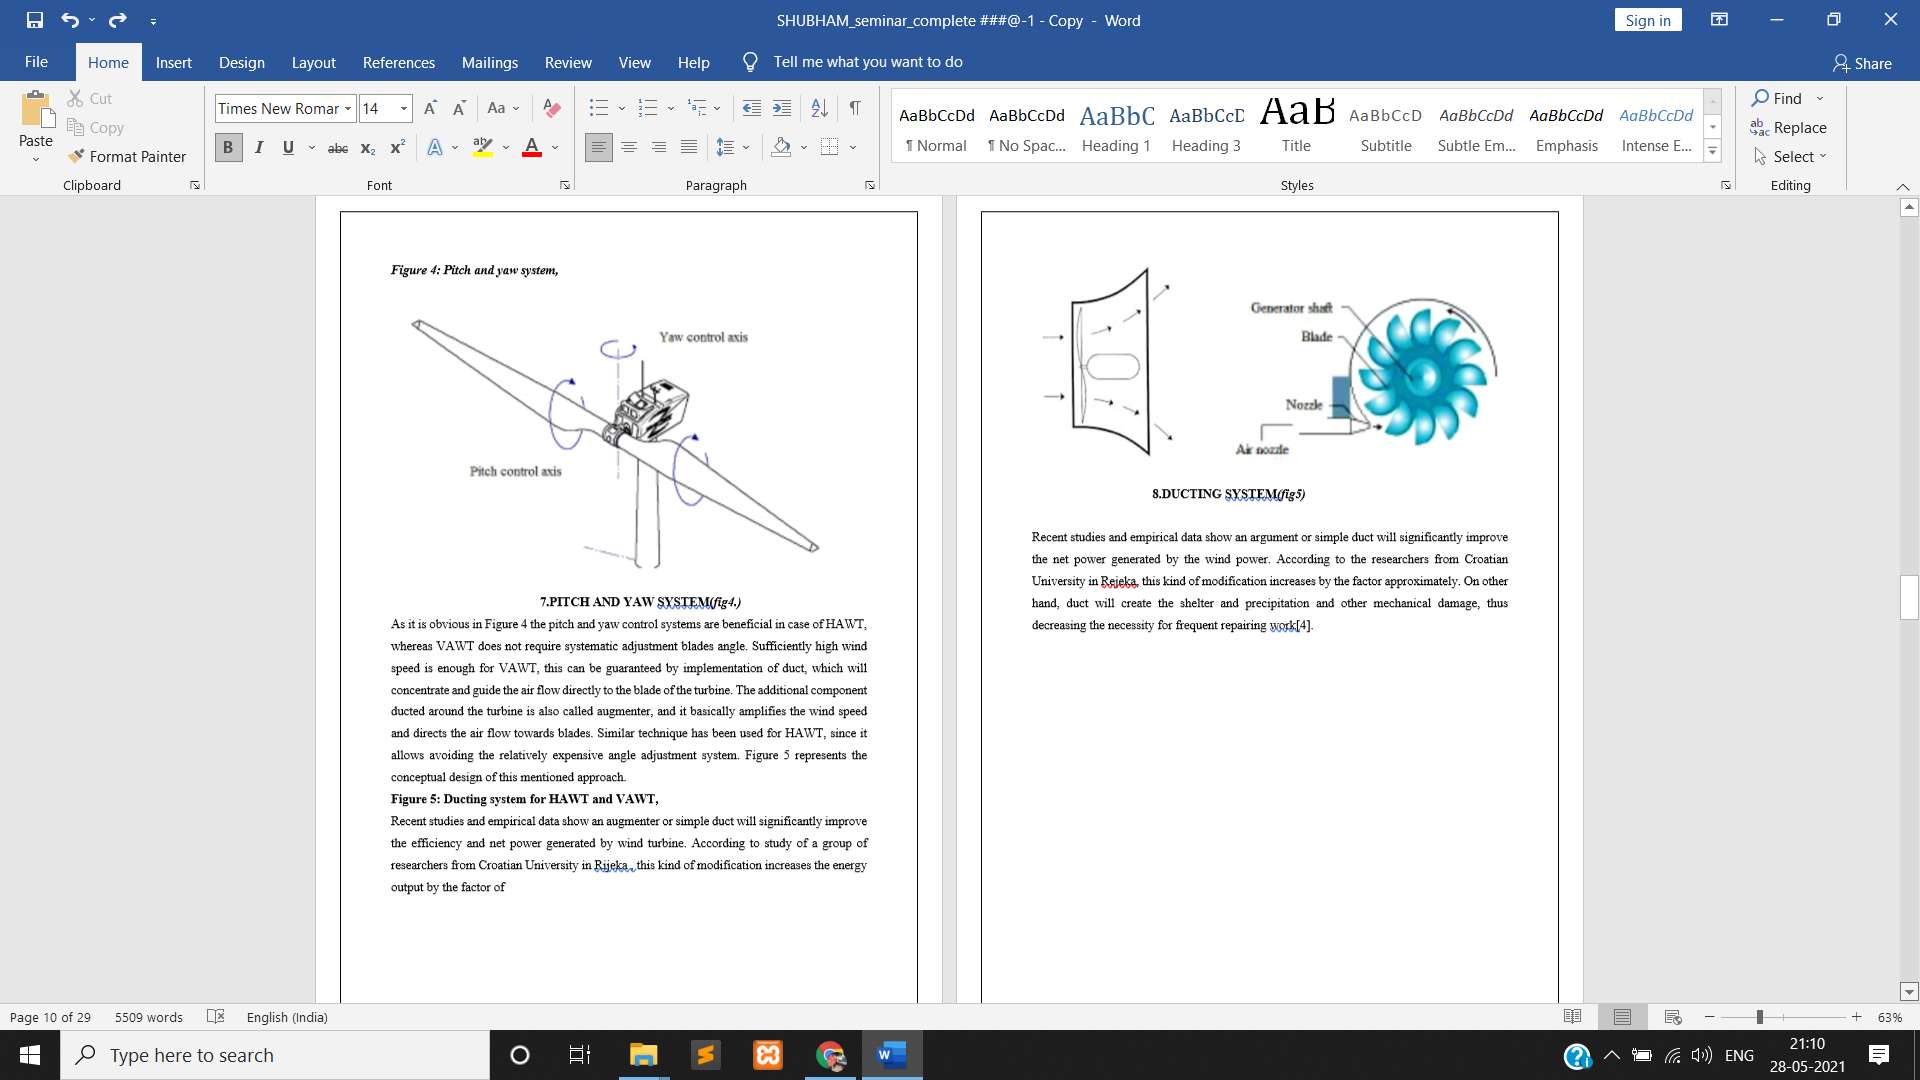 SHUBHAM_seminar_complete ###@-1 - Copy - Word
Sign in
File Home Insert Design Layout References Mailings Review View Help Tell me what you want to do
Share
Paste
Cut
Copy
Format Painter
Clipboard
Times New Romar 14
Aa
B I U abc x₂ x² A ab A
Font
Paragraph
AaBbCcDd AaBbCcDd AaBbC AaBbCcD AaB AaBbCcD AaBbCcDd AaBbCcDd AaBbCcDd
¶ Normal ¶ No Spac... Heading 1 Heading 3 Title Subtitle Subtle Em... Emphasis Intense E...
Styles
Find
Replace
Select
Editing
Figure 4: Pitch and yaw system,
Yaw control axis
Pitch control axis
7.PITCH AND YAW SYSTEM(fig4.)
As it is obvious in Figure 4 the pitch and yaw control systems are beneficial in case of HAWT,
whereas VAWT does not require systematic adjustment blades angle. Sufficiently high wind
speed is enough for VAWT, this can be guaranteed by implementation of duct, which will
concentrate and guide the air flow directly to the blade of the turbine. The additional component
ducted around the turbine is also called augmenter, and it basically amplifies the wind speed
and directs the air flow towards blades. Similar technique has been used for HAWT, since it
allows avoiding the relatively expensive angle adjustment system. Figure 5 represents the
conceptual design of this mentioned approach.
Figure 5: Ducting system for HAWT and VAWT,
Recent studies and empirical data show an augmenter or simple duct will significantly improve
the efficiency and net power generated by wind turbine. According to study of a group of
researchers from Croatian University in Rijeka , this kind of modification increases the energy
output by the factor of
Generator shaft
Blade
Nozzle
Air nozzle
8.DUCTING SYSTEM(fig5)
Recent studies and empirical data show an argument or simple duct will significantly improve
the net power generated by the wind power. According to the researchers from Croatian
University in Rejeka, this kind of modification increases by the factor approximately. On other
hand, duct will create the shelter and precipitation and other mechanical damage, thus
decreasing the necessity for frequent repairing work[4].
Page 10 of 29 5509 words English (India)
63%
Type here to search
ENG
21:10
28-05-2021